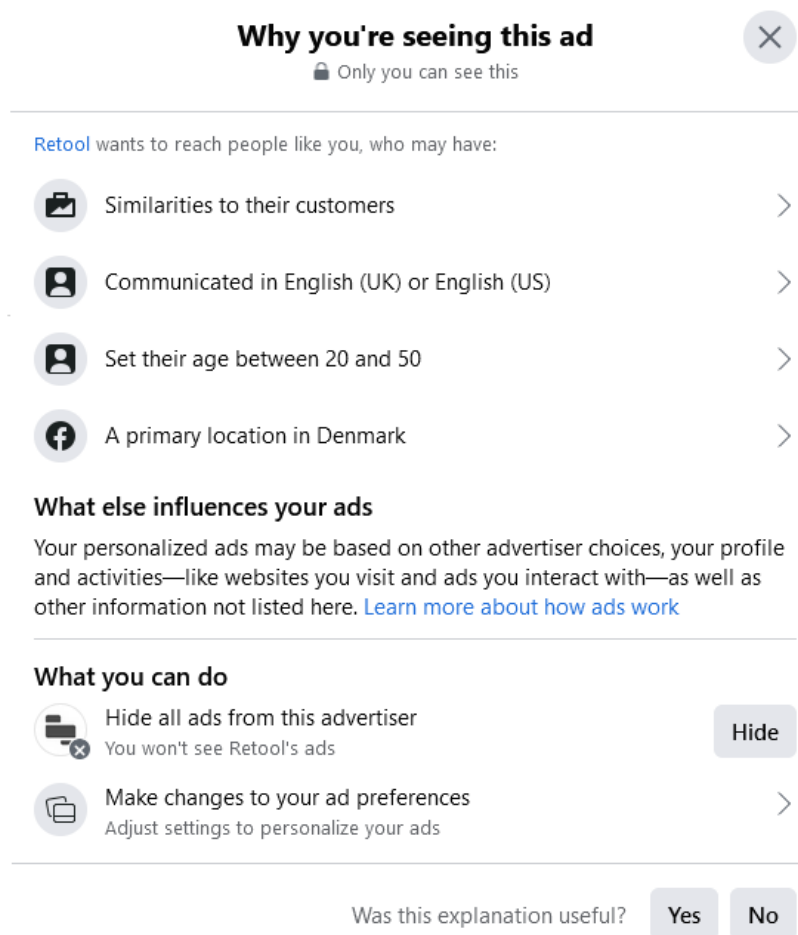 Why you're seeing this ad
Only you can see this
Retool wants to reach people like you, who may have:
Similarities to their customers
Communicated in English (UK) or English (US)
Set their age between 20 and 50
A primary location in Denmark
What else influences your ads
Your personalized ads may be based on other advertiser choices, your profile
and activities—like websites you visit and ads you interact with—as well as
other information not listed here. Learn more about how ads work
What you can do
Hide all ads from this advertiser
You won't see Retool's ads
Hide
Make changes to your ad preferences
Adjust settings to personalize your ads
Was this explanation useful? Yes No